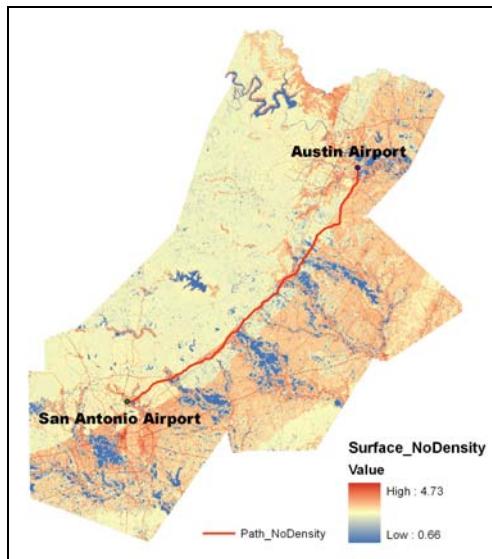 Austin Airport
San Antonio Airport
Surface_NoDensity
Value
High : 4.73
Low : 0.66
Path_NoDensity